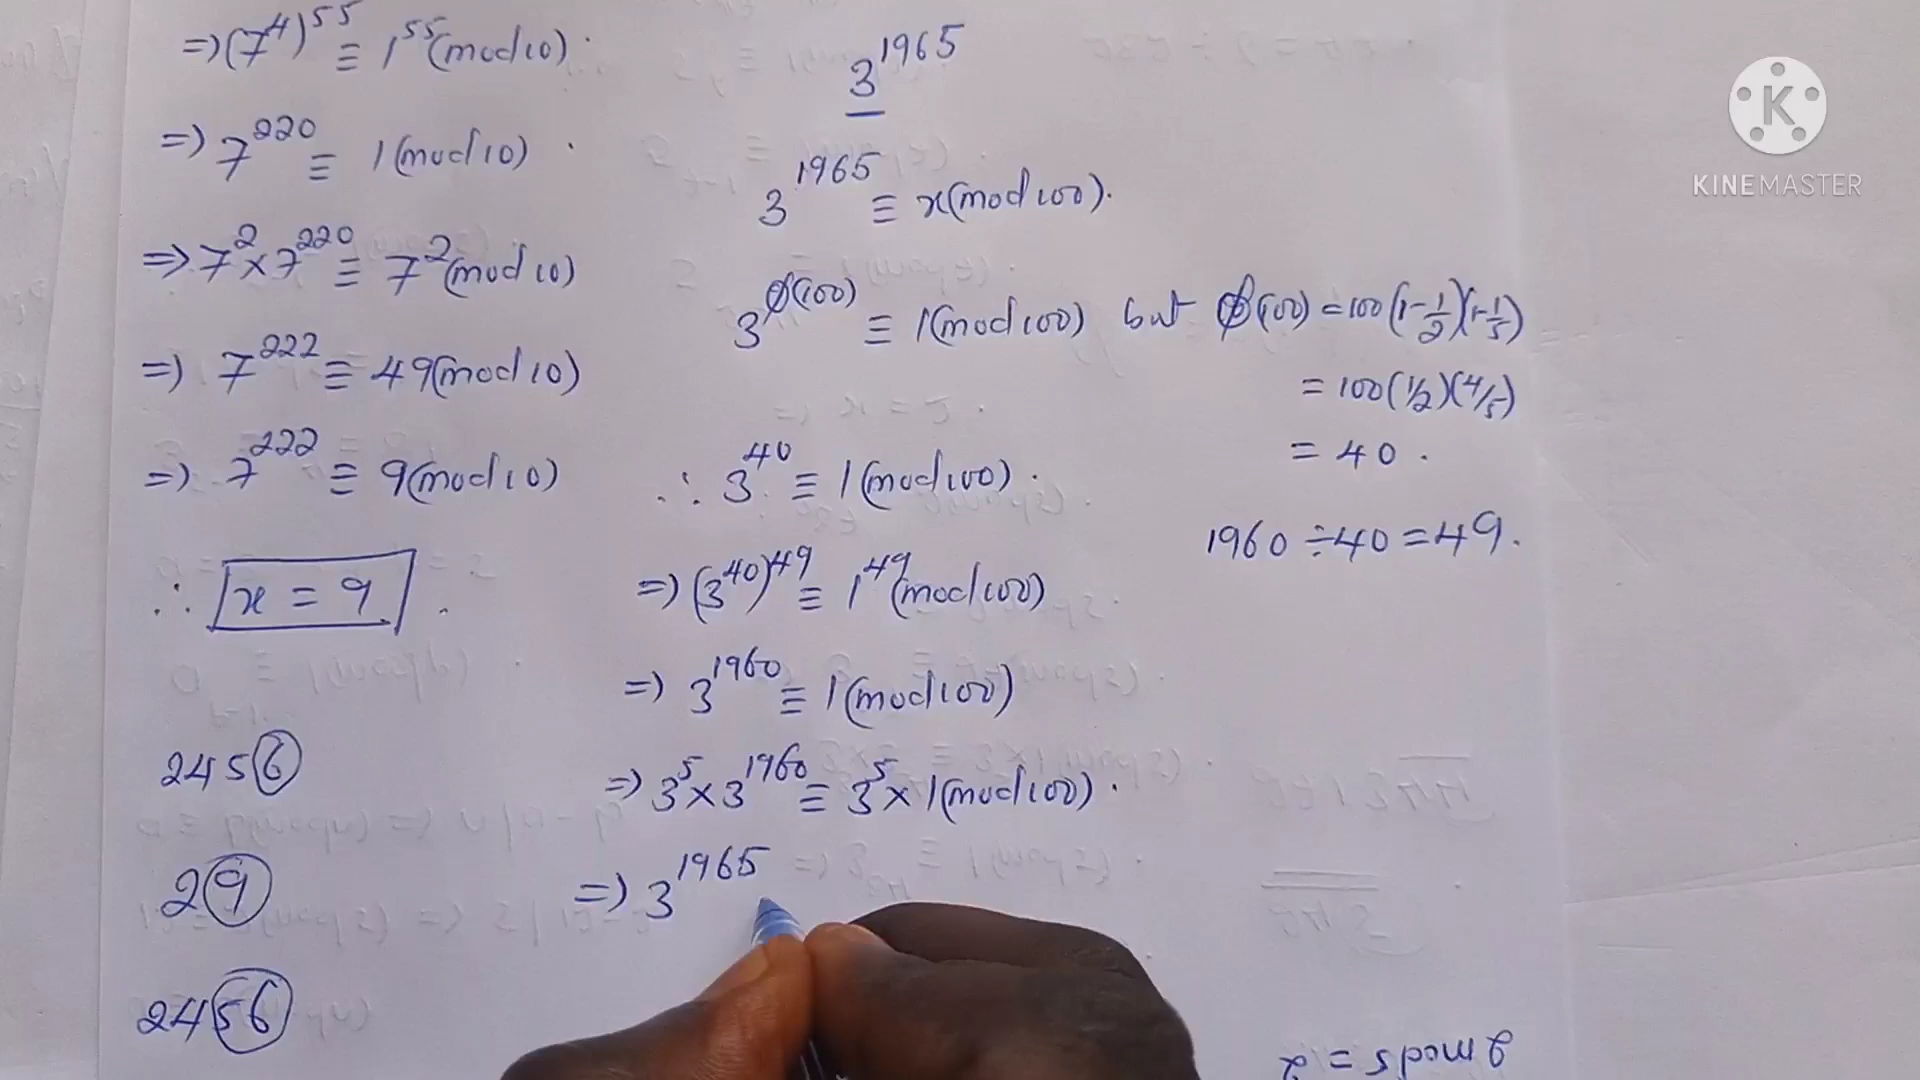 ⇒ (7^4)^55 ≡ 1^55 (mod 10).
⇒ 7^220 ≡ 1 (mod 10).
⇒ 7^2 × 7^220 ≡ 7^2 (mod 10)
⇒ 7^222 ≡ 49 (mod 10)
⇒ 7^222 ≡ 9 (mod 10)
∴ x = 9.
2456
29
2456
3^1965
3^1965 ≡ x (mod 100).
3^φ(100) ≡ 1 (mod 100) but φ(100) = 100 (1-1/2)(1-1/5)
= 100 (1/2)(4/5)
= 40.
∴ 3^40 ≡ 1 (mod 100).
1960 ÷ 40 = 49.
⇒ (3^40)^49 ≡ 1^49 (mod 100)
⇒ 3^1960 ≡ 1 (mod 100)
⇒ 3^5 × 3^1960 ≡ 3^5 × 1 (mod 100).
⇒ 3^1965
2 mod 5 = 2
K
KINEMASTER